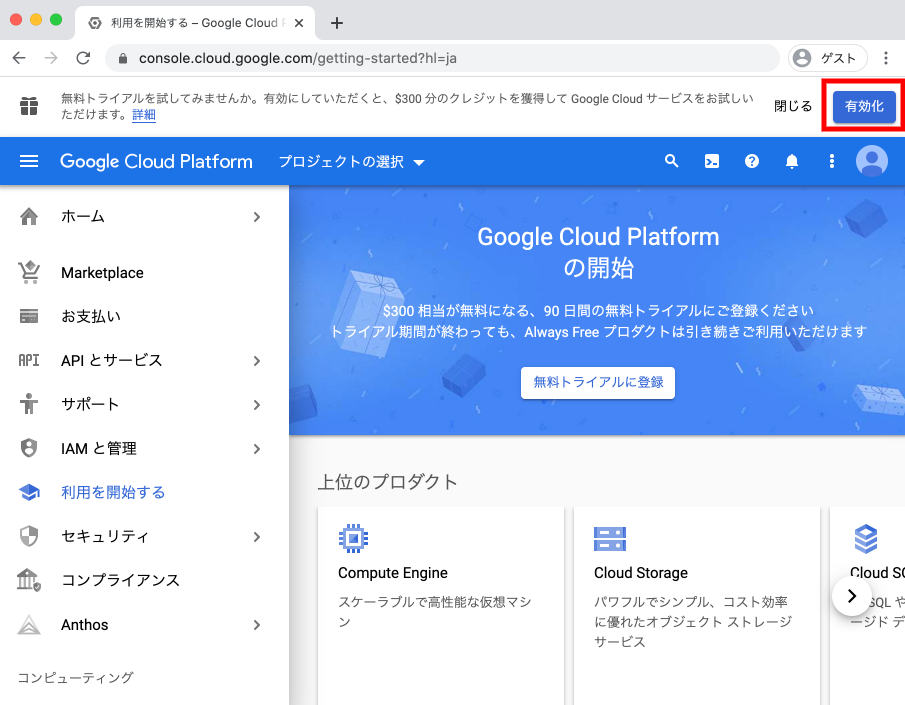 利用を開始する – Google Cloud P
console.cloud.google.com/getting-started?hl=ja
ゲスト
無料トライアルを試してみませんか。有効にしていただくと、$300 分のクレジットを獲得して Google Cloud サービスをお試しい
ただけます。詳細
閉じる
有効化
Google Cloud Platform
プロジェクトの選択
ホーム
Marketplace
お支払い
API API とサービス
サポート
IAM と管理
利用を開始する
セキュリティ
コンプライアンス
Anthos
コンピューティング
Google Cloud Platform
の開始
$300 相当が無料になる、90 日間の無料トライアルにご登録ください
トライアル期間が終わっても、Always Free プロダクトは引き続きご利用いただけます
無料トライアルに登録
上位のプロダクト
Compute Engine
スケーラブルで高性能な仮想マシ
ン
Cloud Storage
パワフルでシンプル、コスト効率
に優れたオブジェクト ストレージ
サービス
Cloud SQ
SQL や
ージド デ